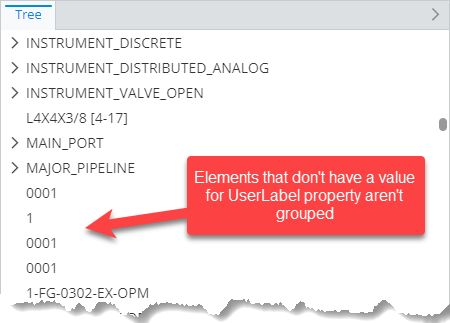 Tree
INSTRUMENT_DISCRETE
INSTRUMENT_DISTRIBUTED_ANALOG
INSTRUMENT_VALVE_OPEN
L4X4X3/8 [4-17]
MAIN_PORT
MAJOR_PIPELINE
0001
1
0001
0001
1-FG-0302-EX-OPM
Elements that don't have a value
for UserLabel property aren't
grouped